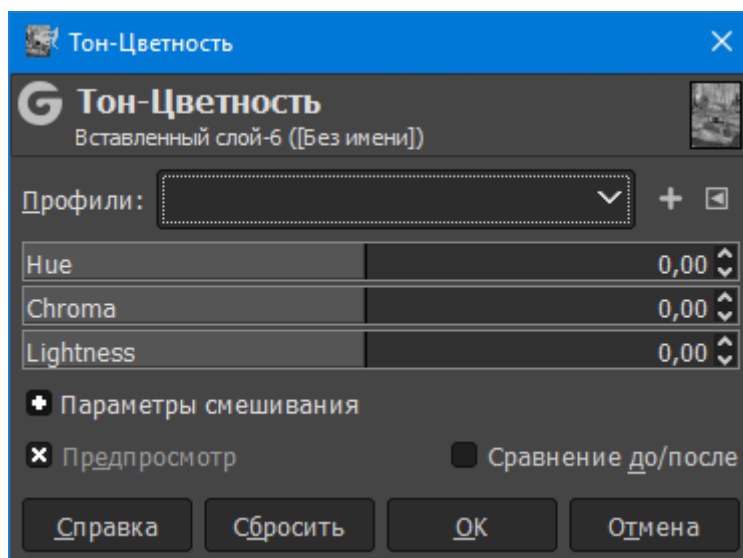 Тон-Цветность
Тон-Цветность
Вставленный слой-6 ([Без имени])
Профили:
Hue 0,00
Chroma 0,00
Lightness 0,00
Параметры смешивания
Предпросмотр Сравнение до/после
Справка Сбросить OK Отмена